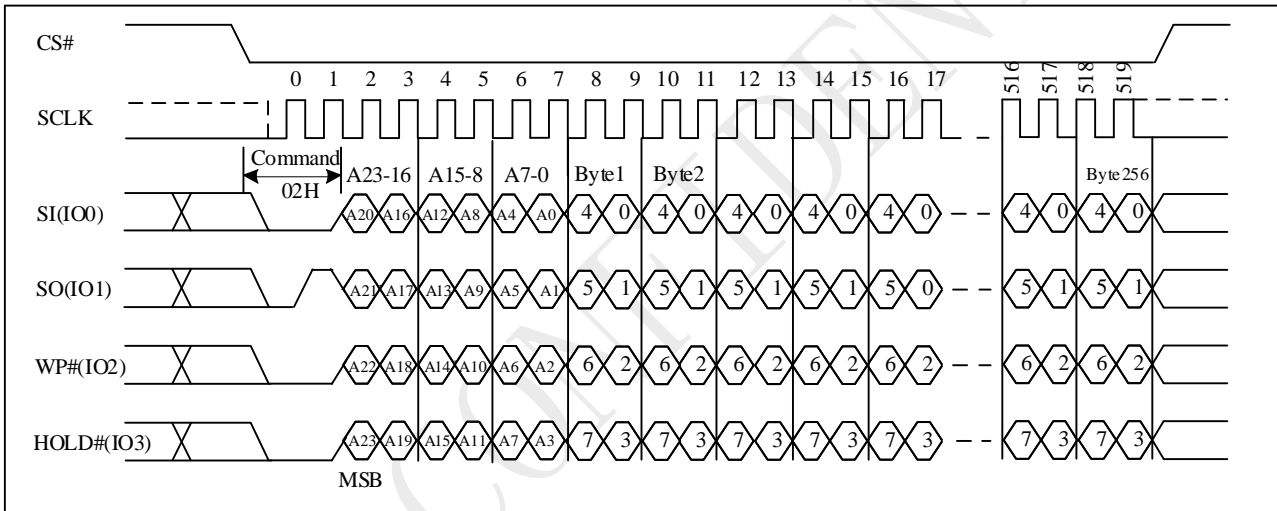 CS#
0 1 2 3 4 5 6 7 8 9 10 11 12 13 14 15 16 17 516 517 518 519
SCLK
Command
02H
A23-16 A15-8 A7-0 Byte1 Byte2 Byte256
SI(IO0) A20 A16 A12 A8 A4 A0 4 0 4 0 4 0 4 0 4 0 4 0 4 0
SO(IO1) A21 A17 A13 A9 A5 A1 5 1 5 1 5 1 5 1 5 0 5 1 5 1
WP#(IO2) A22 A18 A14 A10 A6 A2 6 2 6 2 6 2 6 2 6 2 6 2 6 2
HOLD#(IO3) A23 A19 A15 A11 A7 A3 7 3 7 3 7 3 7 3 7 3 7 3 7 3
MSB